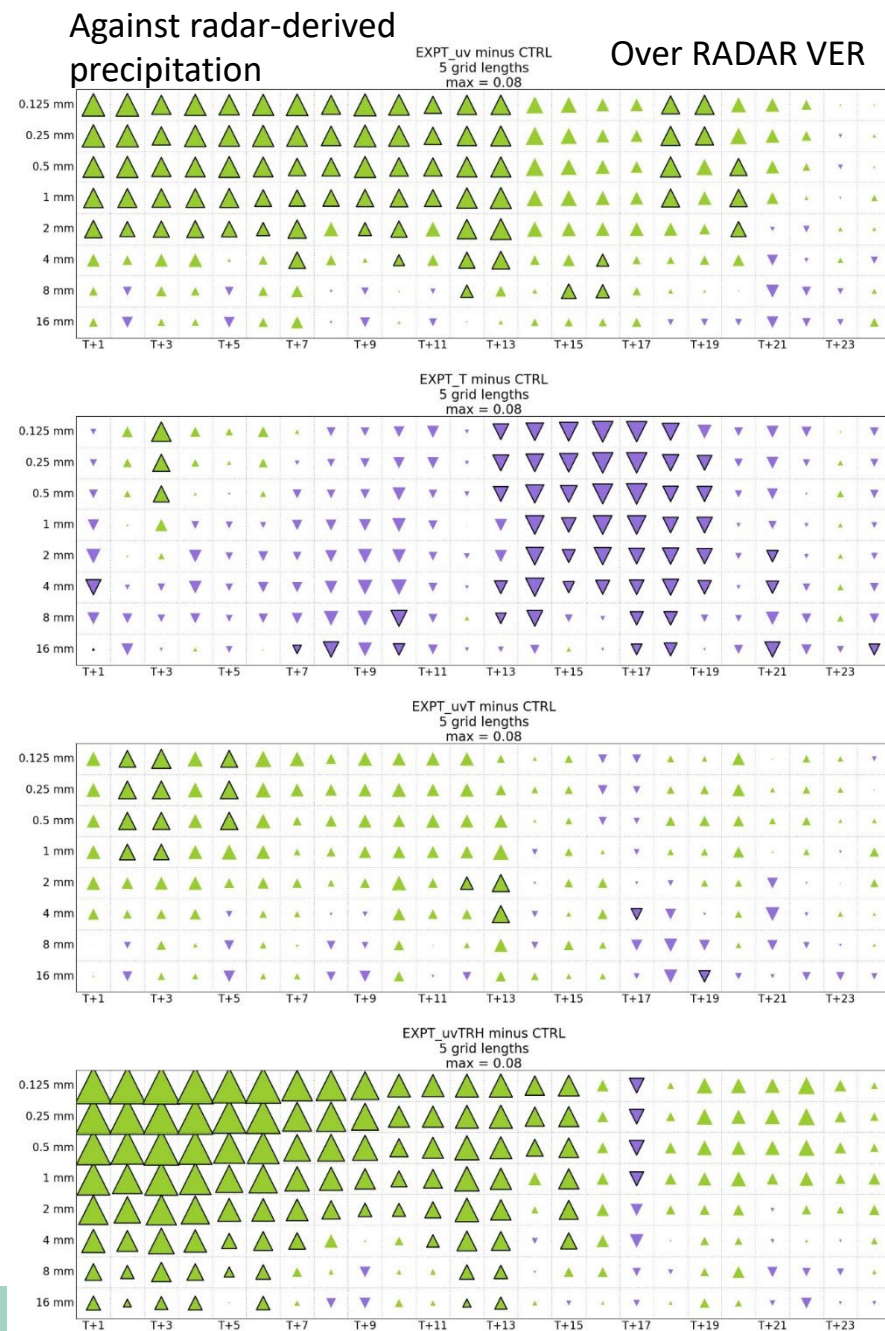 Against radar-derived
precipitation
Over RADAR VER
EXPT_uv minus CTRL
5 grid lengths
max = 0.08
0.125 mm
0.25 mm
0.5 mm
1 mm
2 mm
4 mm
8 mm
16 mm
T+1 T+3 T+5 T+7 T+9 T+11 T+13 T+15 T+17 T+19 T+21 T+23
EXPT_T minus CTRL
5 grid lengths
max = 0.08
0.125 mm
0.25 mm
0.5 mm
1 mm
2 mm
4 mm
8 mm
16 mm
T+1 T+3 T+5 T+7 T+9 T+11 T+13 T+15 T+17 T+19 T+21 T+23
EXPT_uvT minus CTRL
5 grid lengths
max = 0.08
0.125 mm
0.25 mm
0.5 mm
1 mm
2 mm
4 mm
8 mm
16 mm
T+1 T+3 T+5 T+7 T+9 T+11 T+13 T+15 T+17 T+19 T+21 T+23
EXPT_uvTRH minus CTRL
5 grid lengths
max = 0.08
0.125 mm
0.25 mm
0.5 mm
1 mm
2 mm
4 mm
8 mm
16 mm
T+1 T+3 T+5 T+7 T+9 T+11 T+13 T+15 T+17 T+19 T+21 T+23